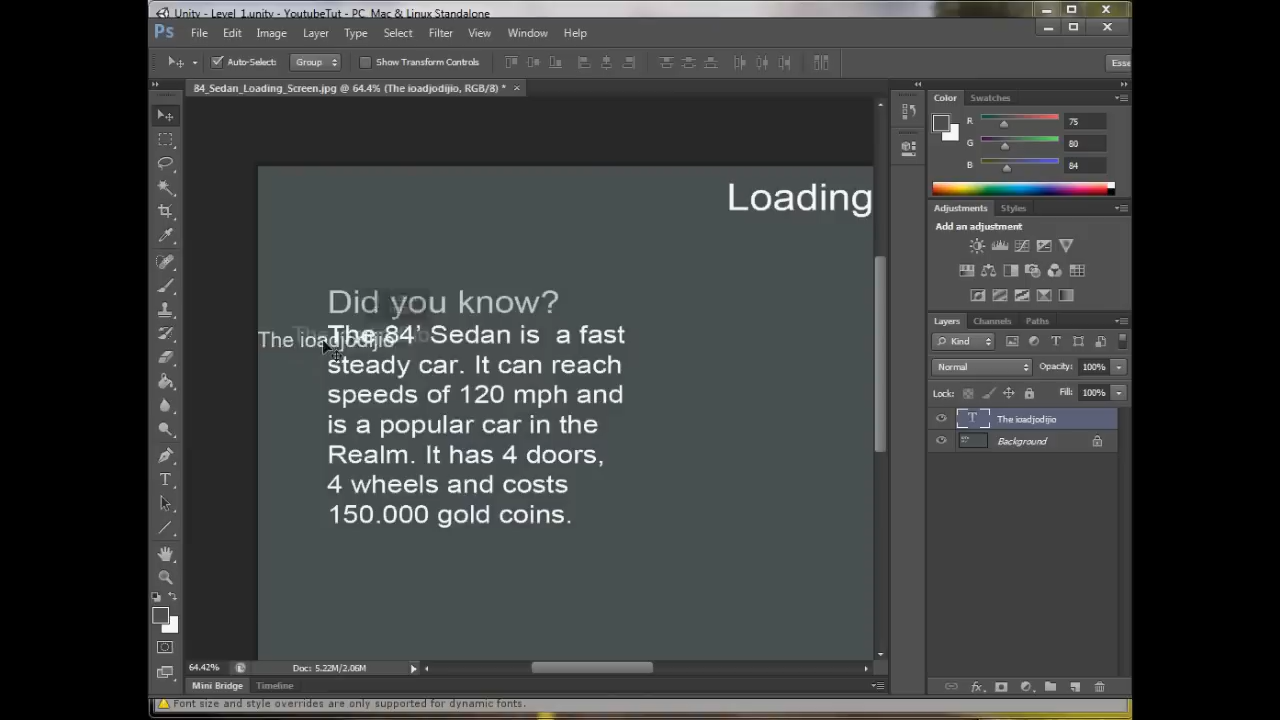 Unity - Level 1.unity - YoutubeTut - PC, Mac & Linux Standalone
Ps File Edit Image Layer Type Select Filter View Window Help
Auto-Select: Group Show Transform Controls Esse
84_Sedan_Loading_Screen.jpg @ 64.4% (The ioadjodijio, RGB/8) *
Color Swatches
R 75
G 80
B 84
Adjustments Styles
Add an adjustment
Layers Channels Paths
Kind
Normal Opacity: 100%
Lock: Fill: 100%
T The ioadjodijio
Background
Loading
Did you know?
The 84' Sedan is a fast
The ioadjodijio
steady car. It can reach
speeds of 120 mph and
is a popular car in the
Realm. It has 4 doors,
4 wheels and costs
150.000 gold coins.
64.42% Doc: 5.22M/2.06M
Mini Bridge Timeline
Font size and style overrides are only supported for dynamic fonts.